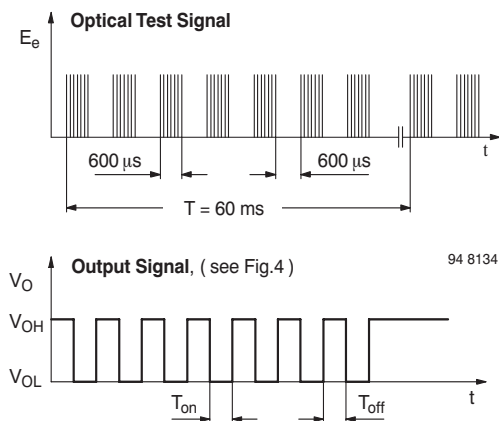 Optical Test Signal
Ee
t
600 µs
600 µs
T = 60 ms
94 8134
Output Signal, ( see Fig.4 )
VO
VOH
VOL
Ton
Toff
t